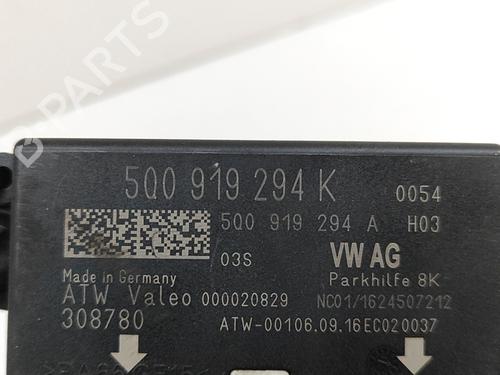 5Q0 919 294 K 0054
5Q0 919 294 A H03
03S VW AG
Made in Germany Parkhilfe 8K
ATW Valeo 000020829 NC01/1624507212
308780 ATW-00106.09.16EC020037
B PARTS